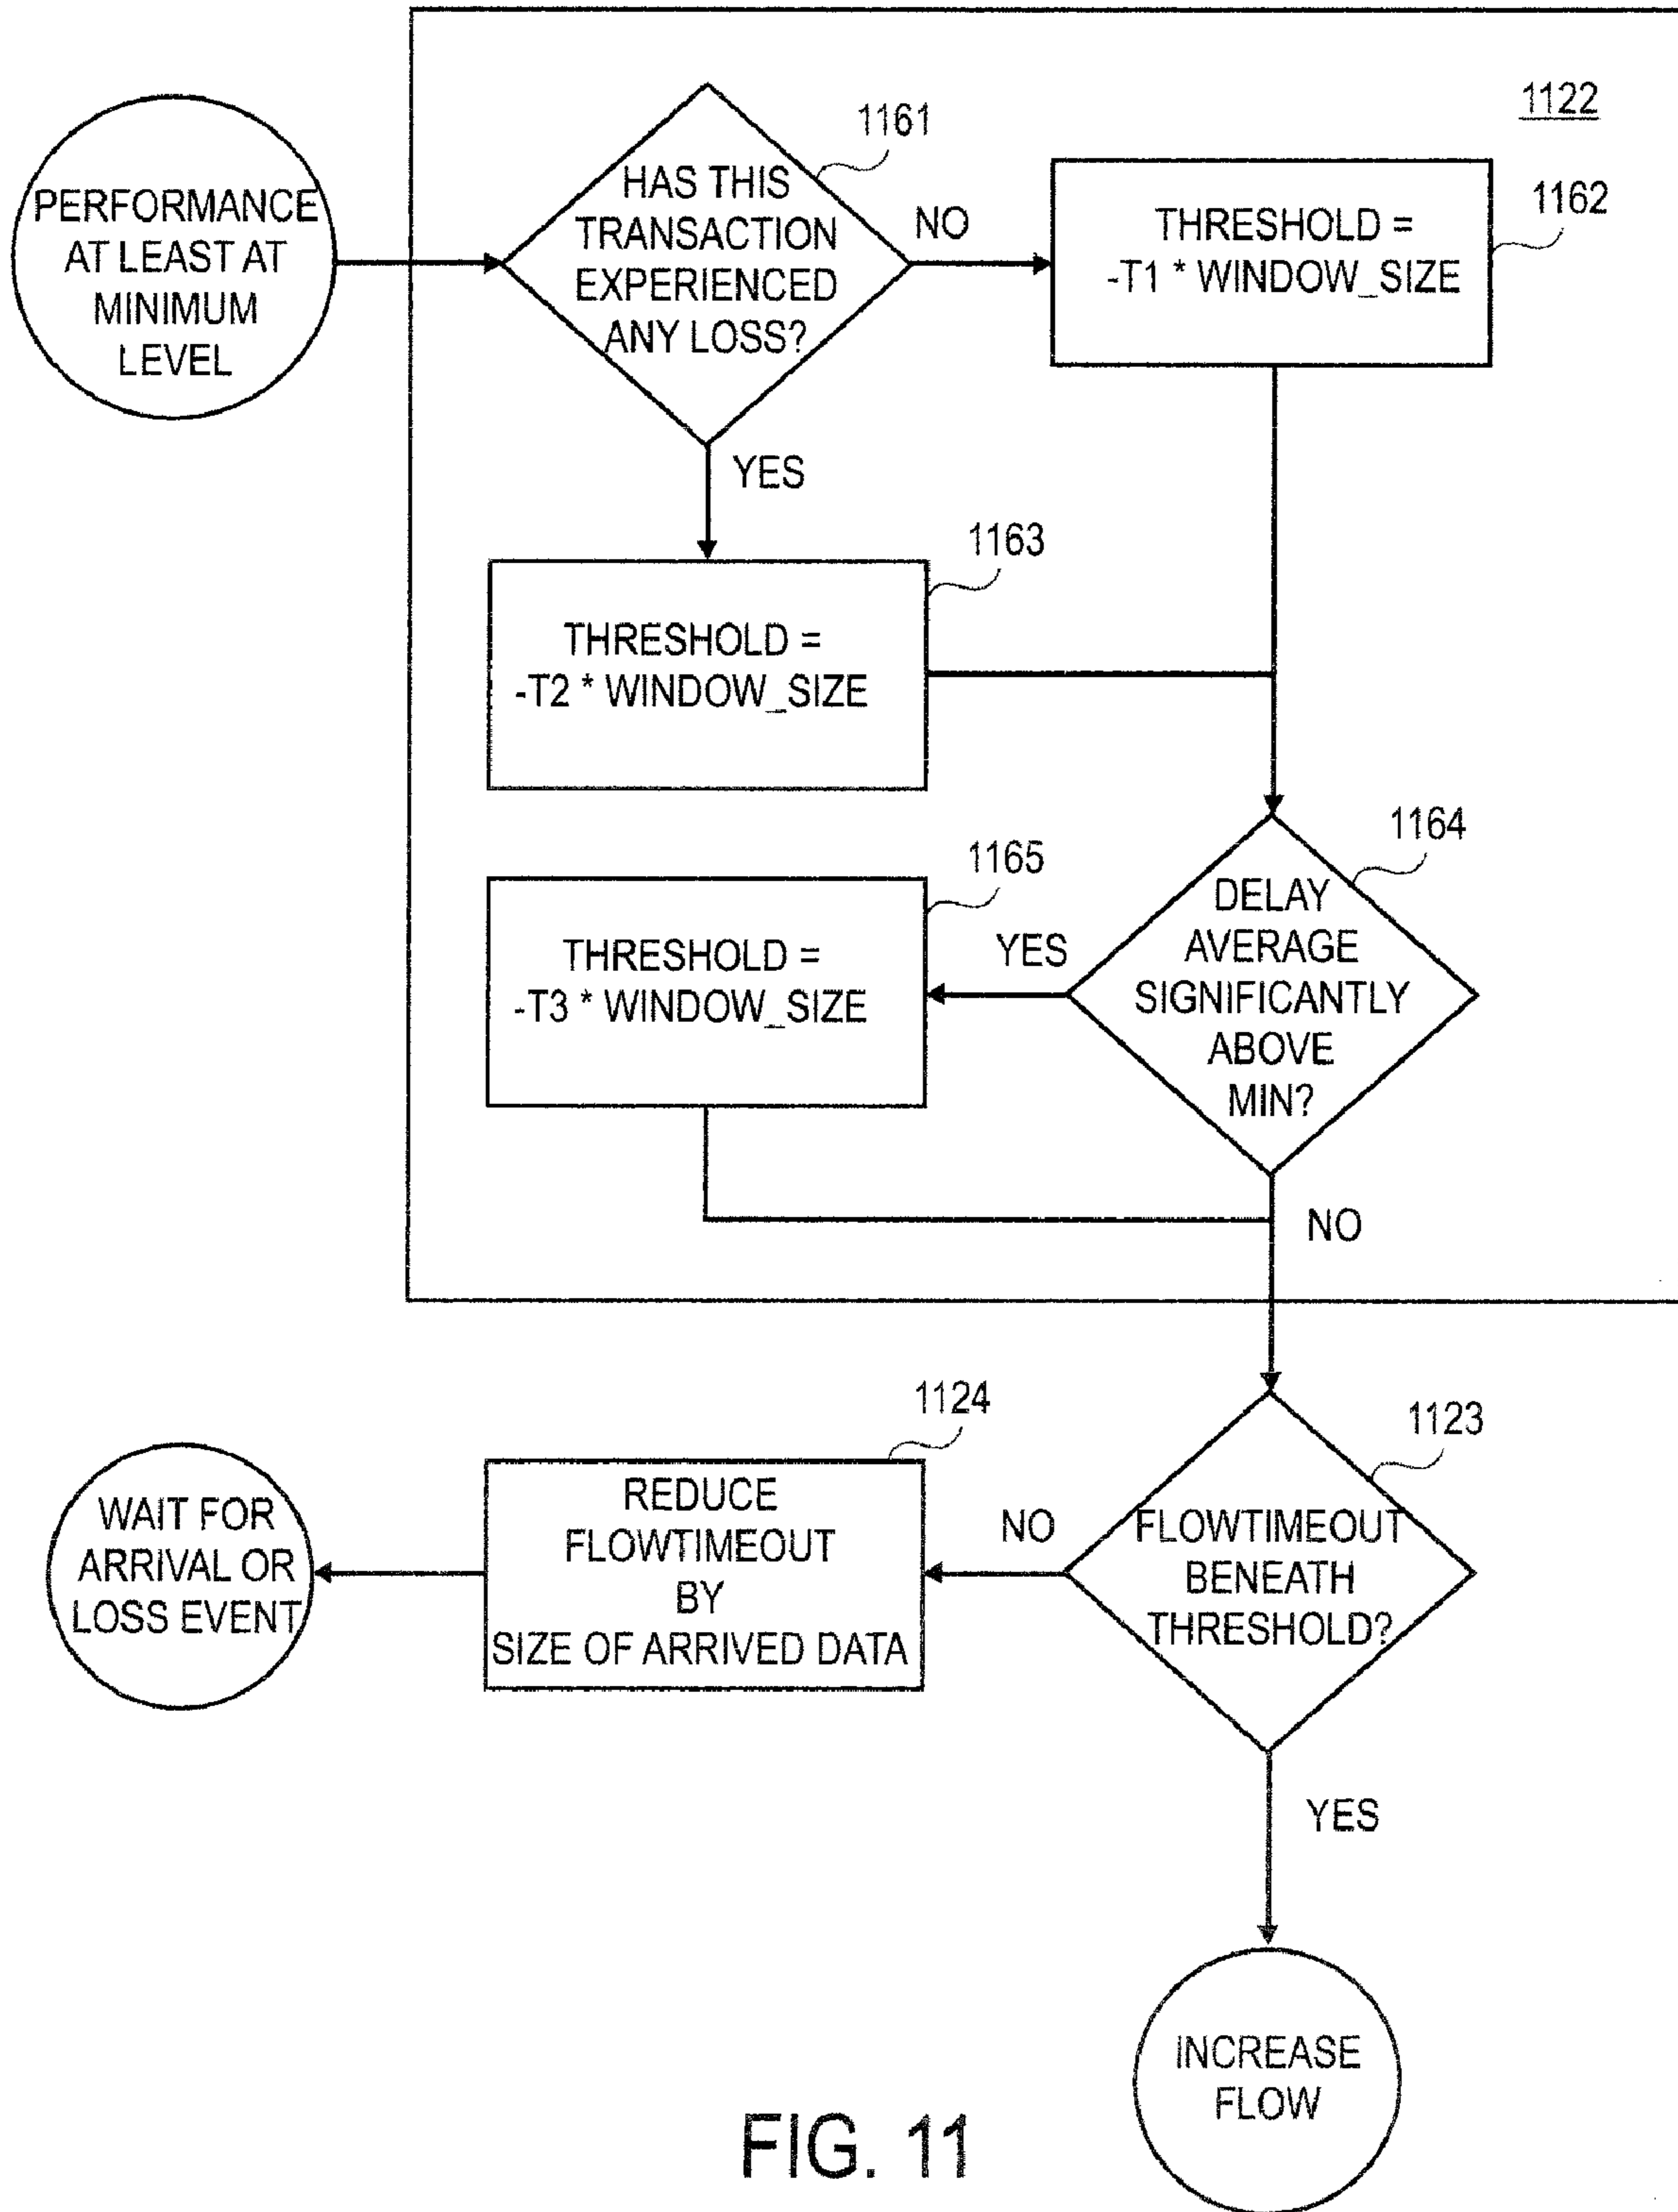 1122
PERFORMANCE
AT LEAST AT
MINIMUM
LEVEL
1161
HAS THIS
TRANSACTION
EXPERIENCED
ANY LOSS?
NO
1162
THRESHOLD =
-T1 * WINDOW_SIZE
YES
1163
THRESHOLD =
-T2 * WINDOW_SIZE
1164
DELAY
AVERAGE
SIGNIFICANTLY
ABOVE
MIN?
YES
1165
THRESHOLD =
-T3 * WINDOW_SIZE
NO
1123
FLOWTIMEOUT
BENEATH
THRESHOLD?
NO
1124
REDUCE
FLOWTIMEOUT
BY
SIZE OF ARRIVED DATA
WAIT FOR
ARRIVAL OR
LOSS EVENT
YES
INCREASE
FLOW
FIG. 11